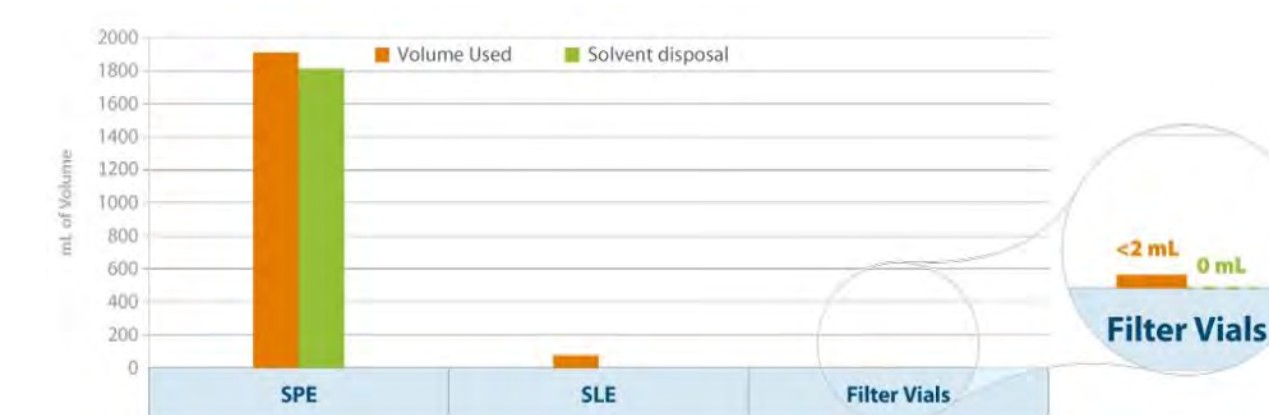 2000
Volume Used
Solvent disposal
1800
1600
1400
1200
1000
800
600
400
200
0
mL of Volume
<2 mL
0 mL
Filter Vials
SPE
SLE
Filter Vials